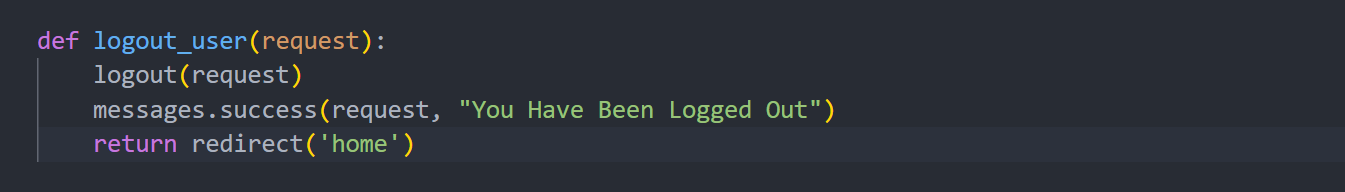 def logout_user(request):
    logout(request)
    messages.success(request, "You Have Been Logged Out")
    return redirect('home')